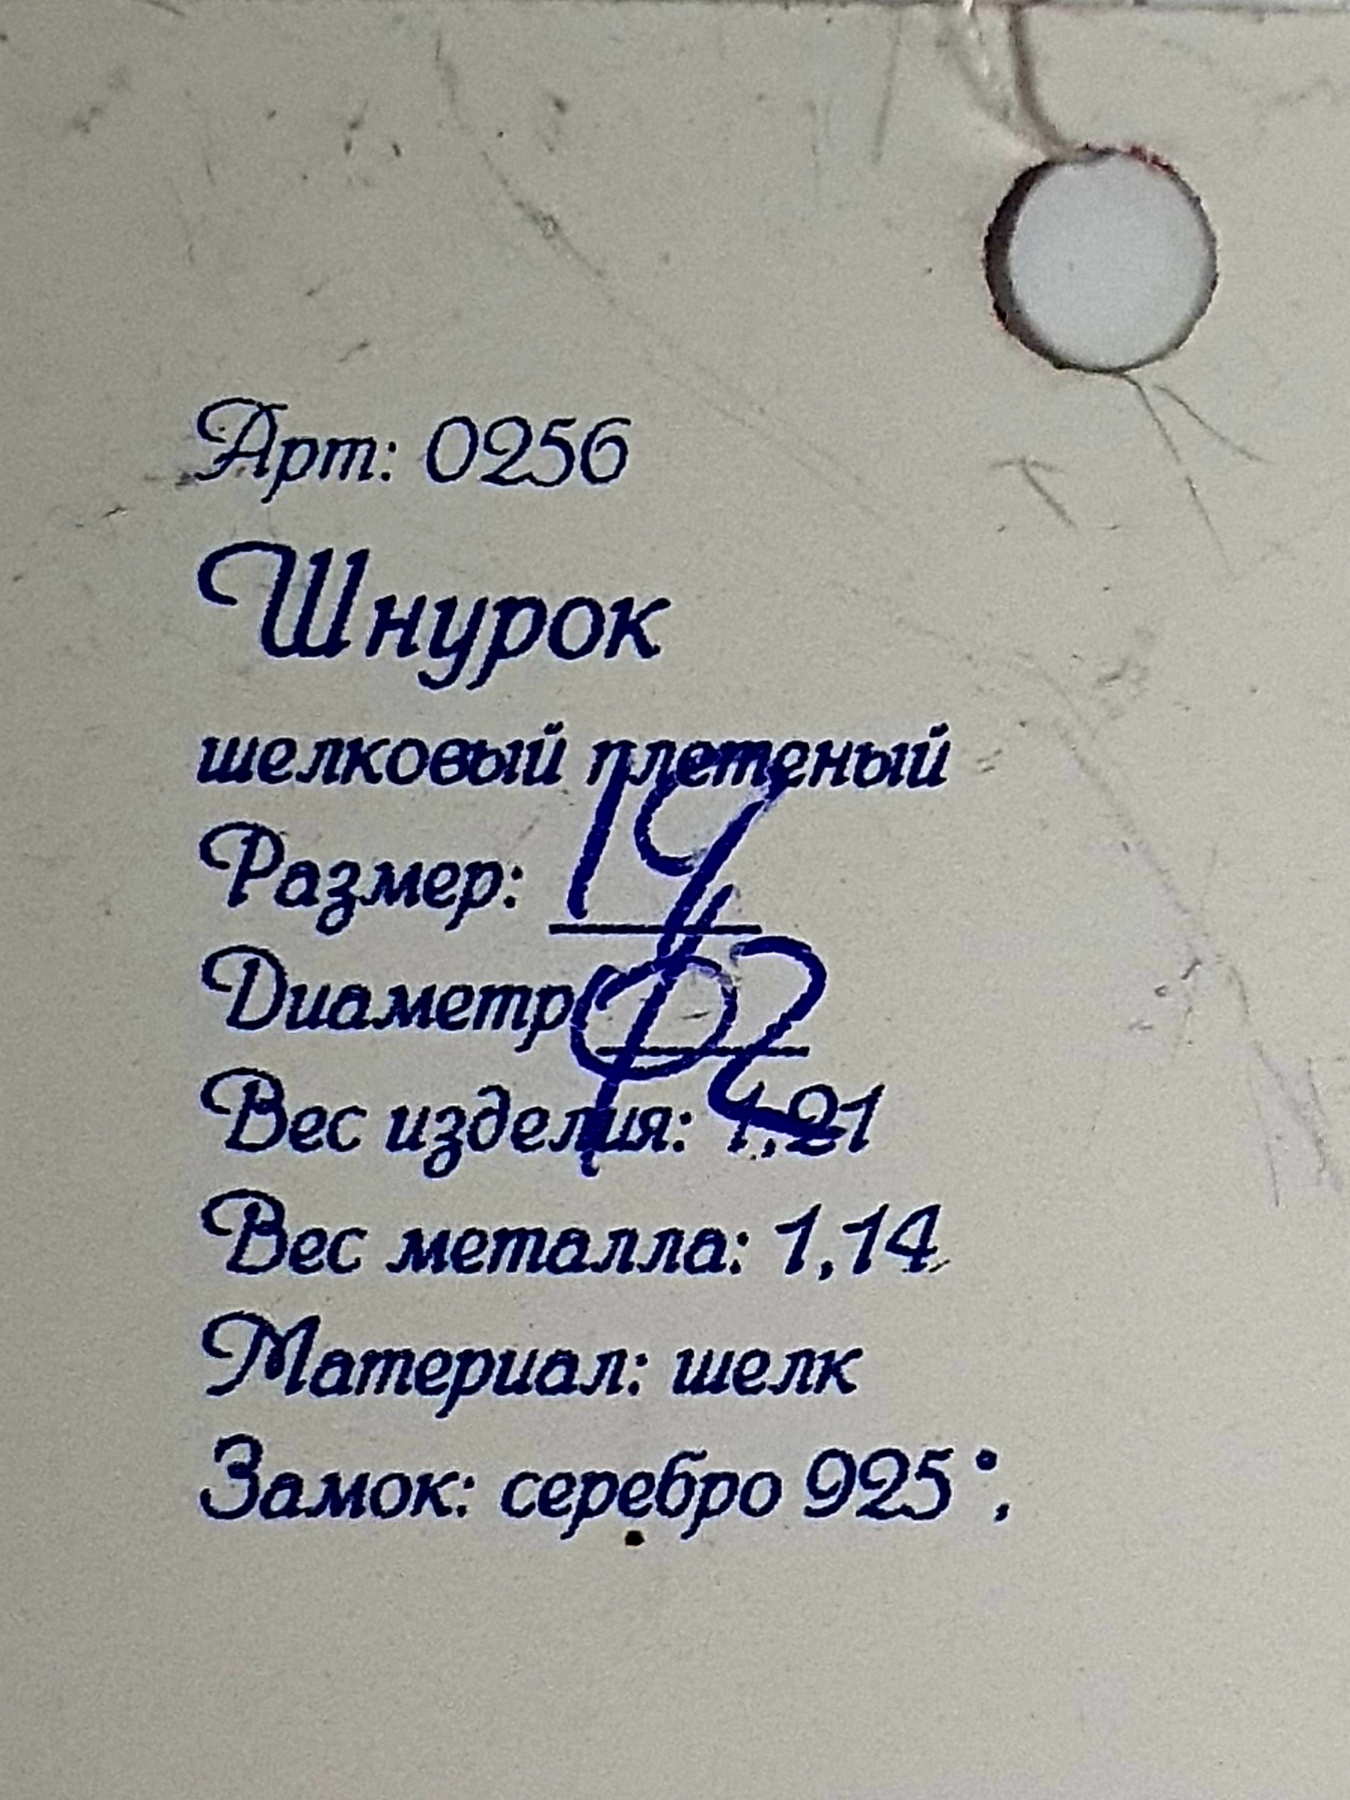 Арт: 0256
Шнурок
шелковый плетеный
Размер: 19
Диаметр Ø2
Вес изделия: 1,21
Вес металла: 1,14
Материал: шелк
Замок: серебро 925°,